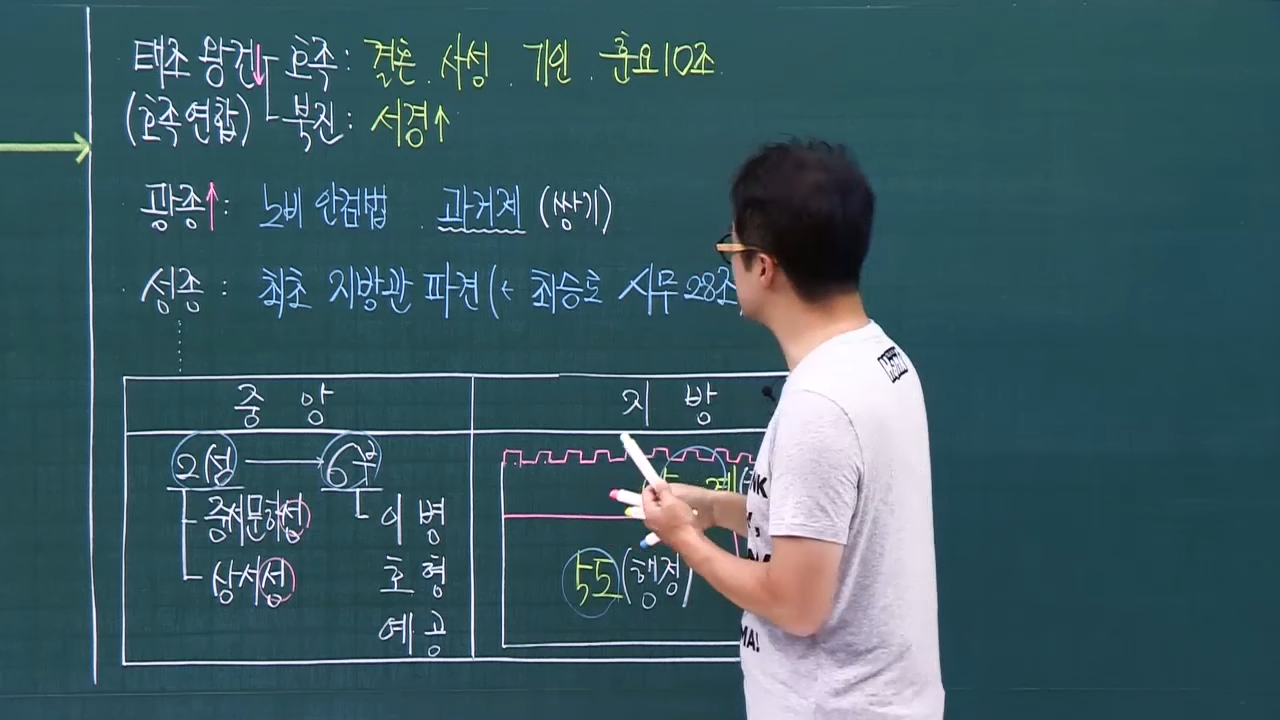 태조 왕건↓ 호족 : 결혼 . 사성 . 기인 . 훈요10조
(호족연합) 북진 : 서경↑
광종↑ : 노비안검법 . 과거제 (쌍기)
성종 : 최초 지방관 파견 (← 최승로 시무 28조
중 앙
지 방
2성 → 6부
중서문하성
이 병
상서성
호 형
예 공
계
5도 (행정)
MA!